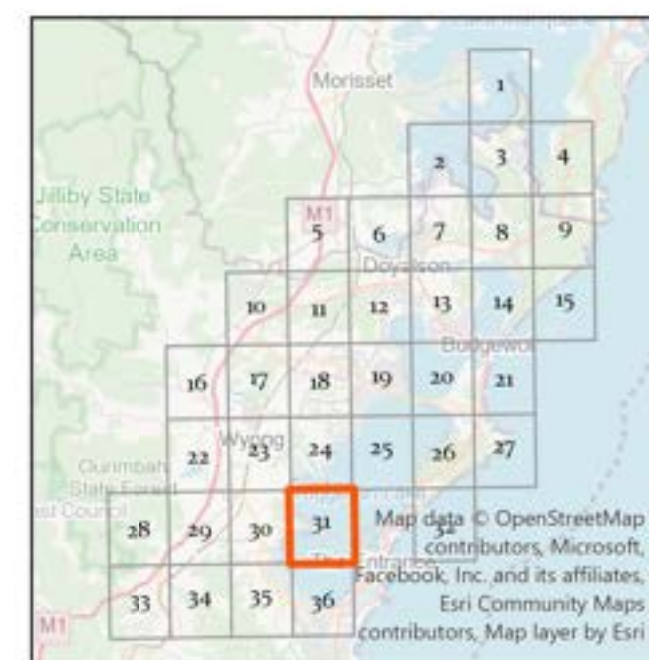 Morisset
1
2 3 4
Jilliby State
Conservation
Area
M1
5 6 7 8 9
Doyalson
10 11 12 13 14 15
Budgewoi
16 17 18 19 20 21
Wyong
22 23 24 25 26 27
Ourimbah
State Forest
28 29 30 31 32
Map data © OpenStreetMap
contributors, Microsoft,
The Entrance
Facebook, Inc. and its affiliates,
33 34 35 36
Esri Community Maps
M1
contributors, Map layer by Esri